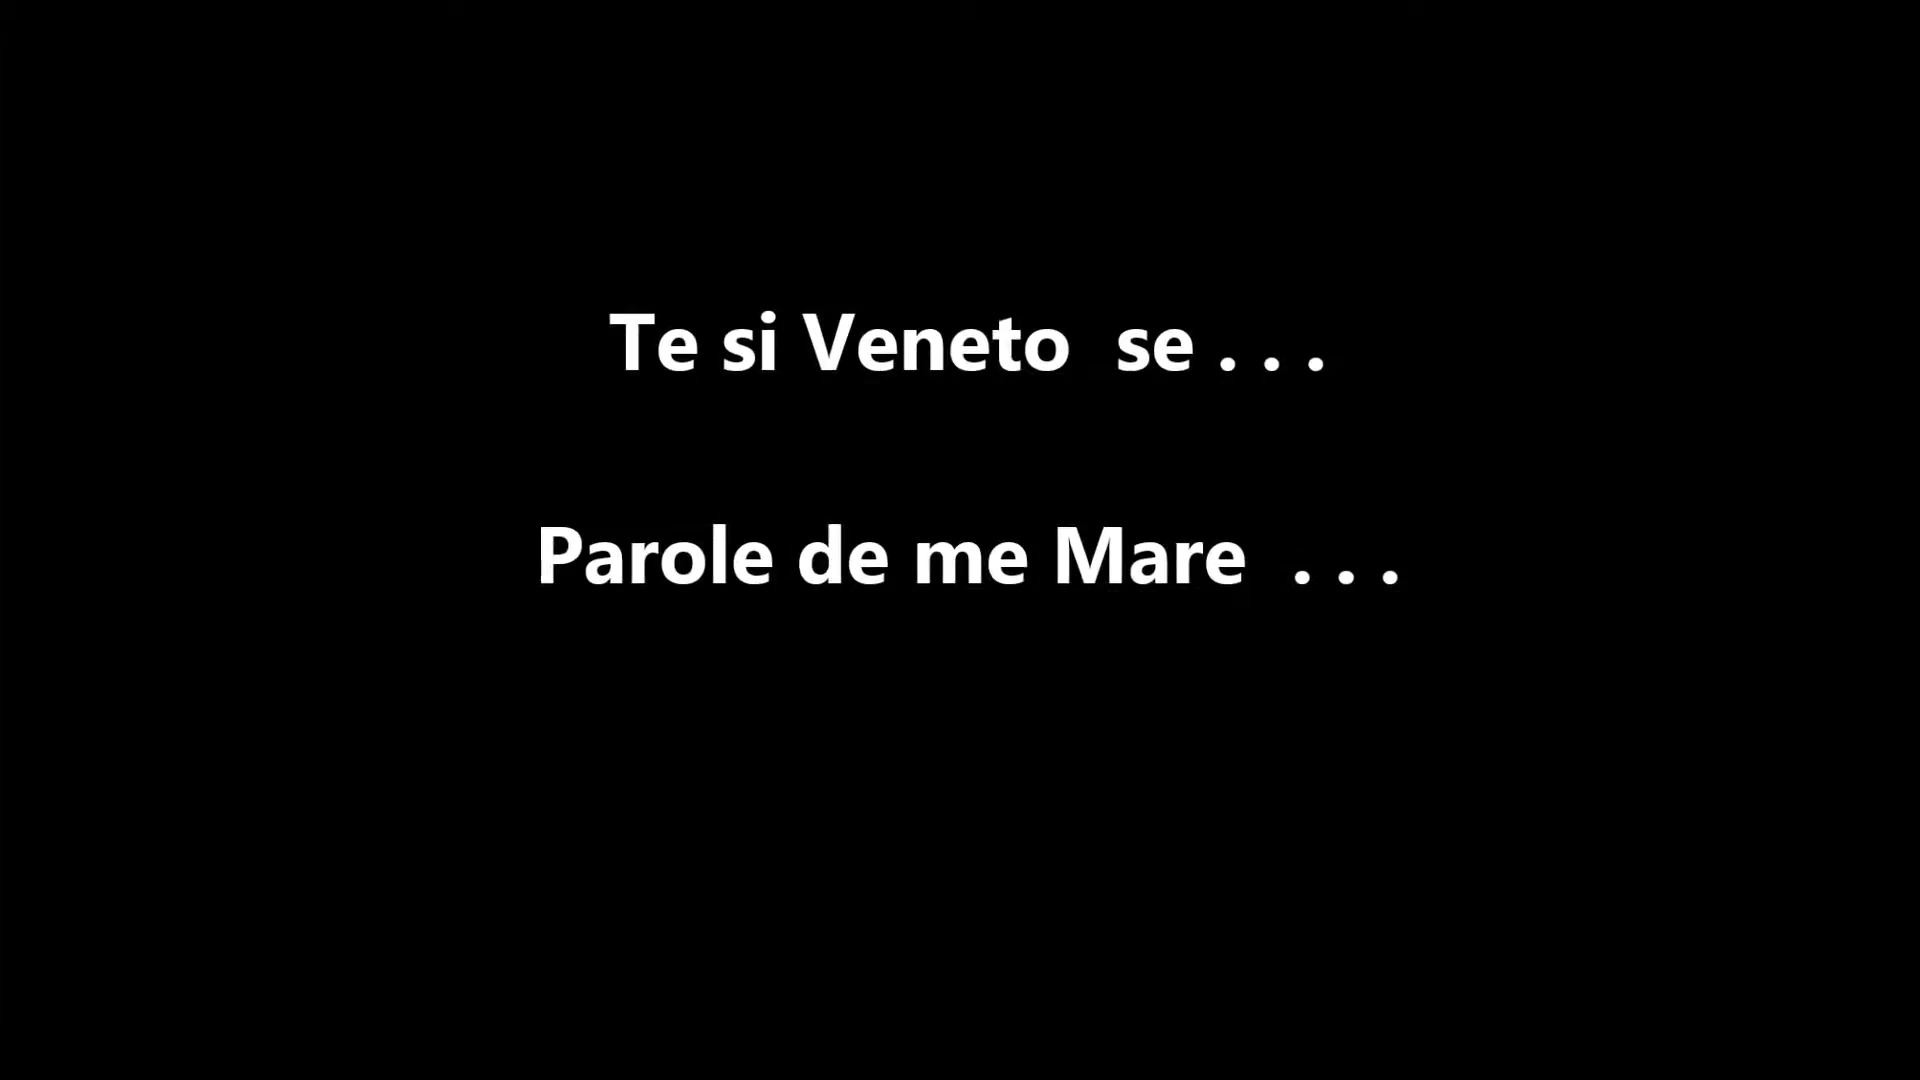 Te si Veneto  se . . .
Parole de me Mare  . . .